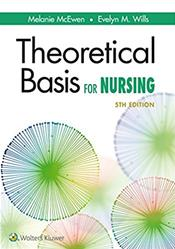 Melanie McEwen • Evelyn M. Wills
Theoretical
Basis FOR NURSING
5TH EDITION
Wolters Kluwer